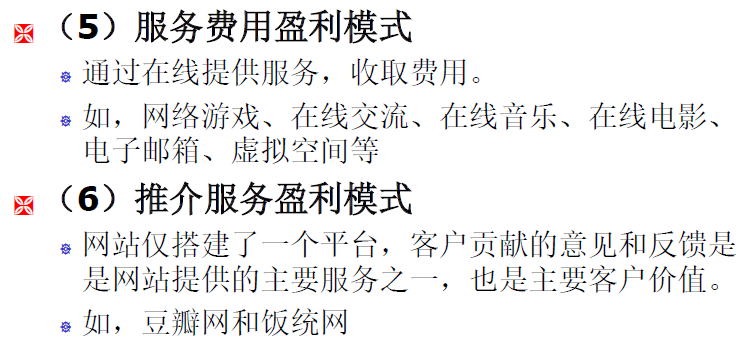 （5）服务费用盈利模式
通过在线提供服务，收取费用。
如，网络游戏、在线交流、在线音乐、在线电影、
电子邮箱、虚拟空间等
（6）推介服务盈利模式
网站仅搭建了一个平台，客户贡献的意见和反馈是
是网站提供的主要服务之一，也是主要客户价值。
如，豆瓣网和饭统网